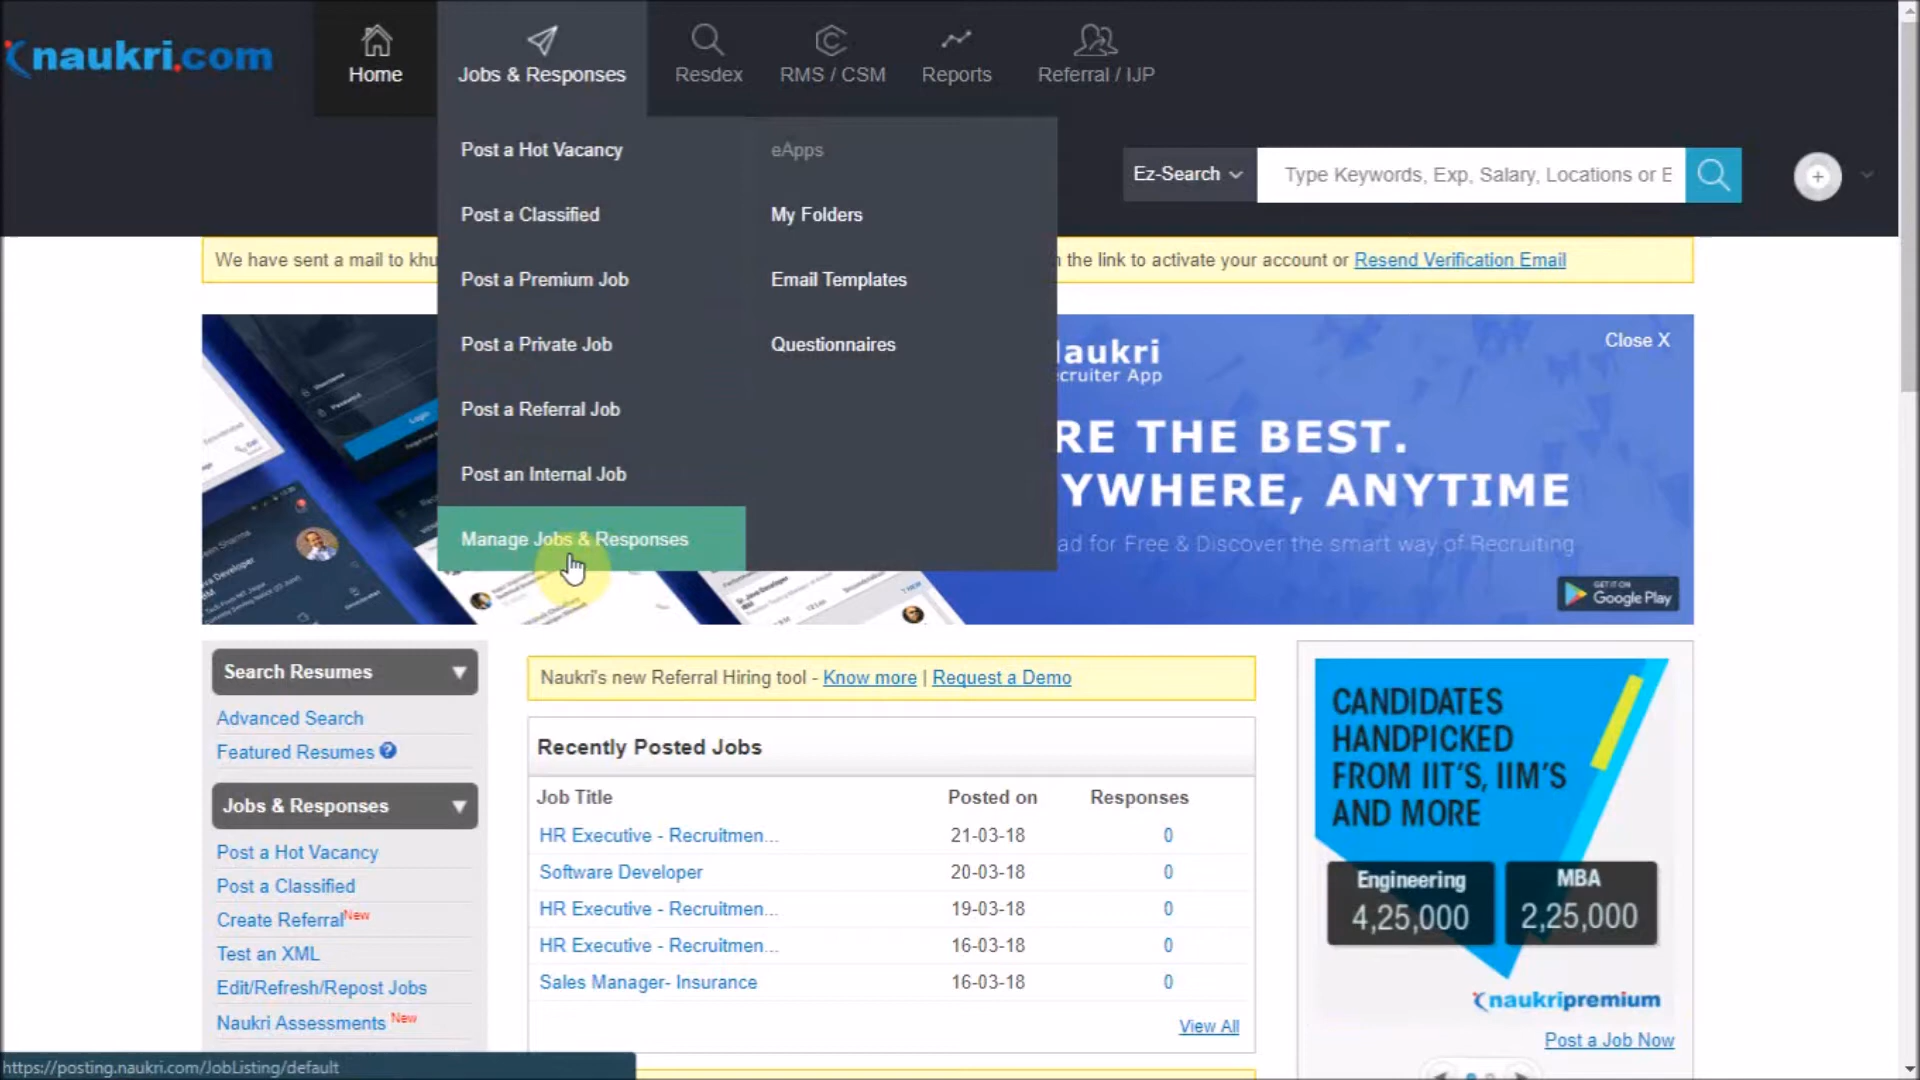 naukri.com
Home
Jobs & Responses
Resdex
RMS / CSM
Reports
Referral / IJP
Post a Hot Vacancy
eApps
Post a Classified
My Folders
Post a Premium Job
Email Templates
Post a Private Job
Questionnaires
Post a Referral Job
Post an Internal Job
Manage Jobs & Responses
Ez-Search
Type Keywords, Exp, Salary, Locations or E
We have sent a mail to khu
the link to activate your account or Resend Verification Email
Close X
aukri
cruiter App
RE THE BEST.
YWHERE, ANYTIME
ad for Free & Discover the smart way of Recruiting
GET IT ON
Google Play
Username
Password
Login
Search Resumes
Advanced Search
Featured Resumes ?
Jobs & Responses
Post a Hot Vacancy
Post a Classified
Create Referral New
Test an XML
Edit/Refresh/Repost Jobs
Naukri Assessments New
Naukri's new Referral Hiring tool - Know more | Request a Demo
Recently Posted Jobs
Job Title Posted on Responses
HR Executive - Recruitmen... 21-03-18 0
Software Developer 20-03-18 0
HR Executive - Recruitmen... 19-03-18 0
HR Executive - Recruitmen... 16-03-18 0
Sales Manager- Insurance 16-03-18 0
View All
CANDIDATES
HANDPICKED
FROM IIT'S, IIM'S
AND MORE
Engineering
4,25,000
MBA
2,25,000
naukripremium
Post a Job Now
https://posting.naukri.com/JobListing/default